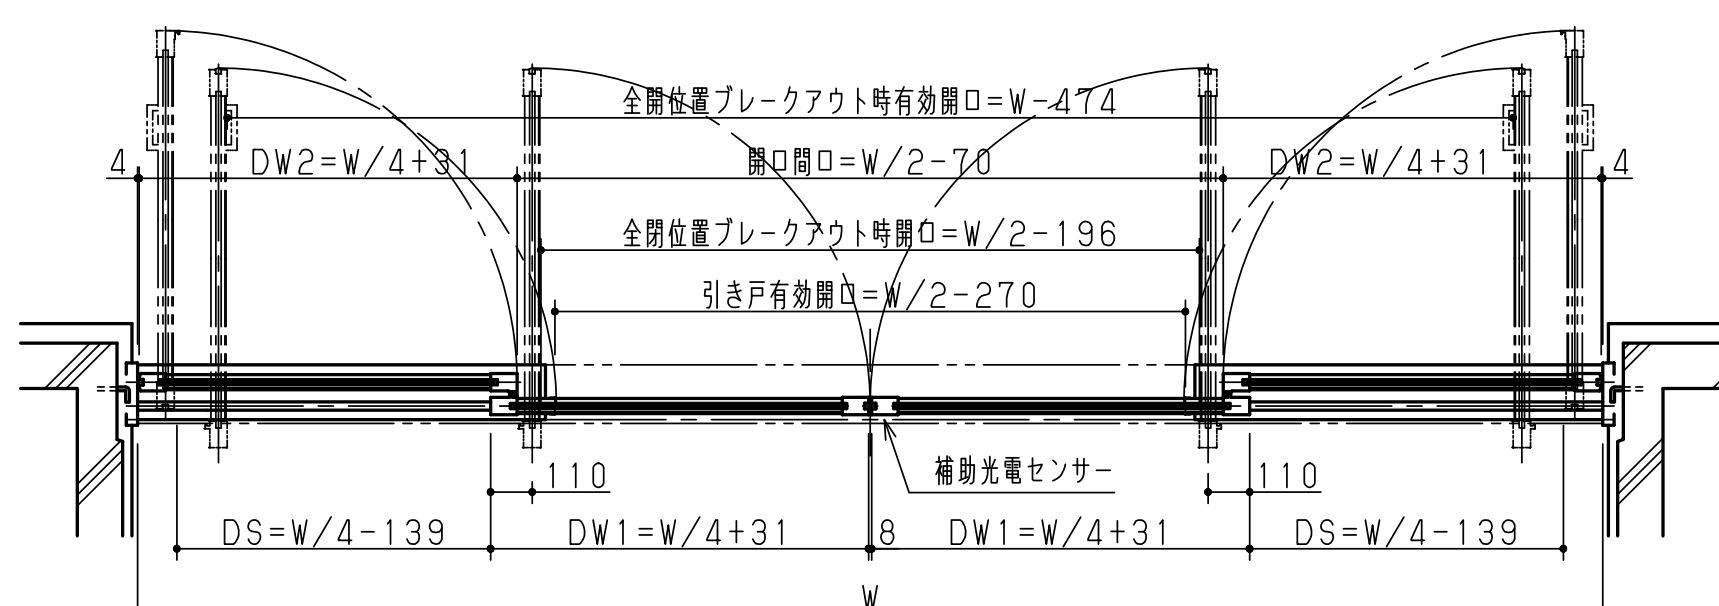 全開位置ブレークアウト時有効開口=W-474
4
DW2=W/4+31
開口間口=W/2-70
DW2=W/4+31
4
全閉位置ブレークアウト時開口=W/2-196
引き戸有効開口=W/2-270
補助光電センサー
110
110
DS=W/4-139
DW1=W/4+31
8
DW1=W/4+31
DS=W/4-139
W